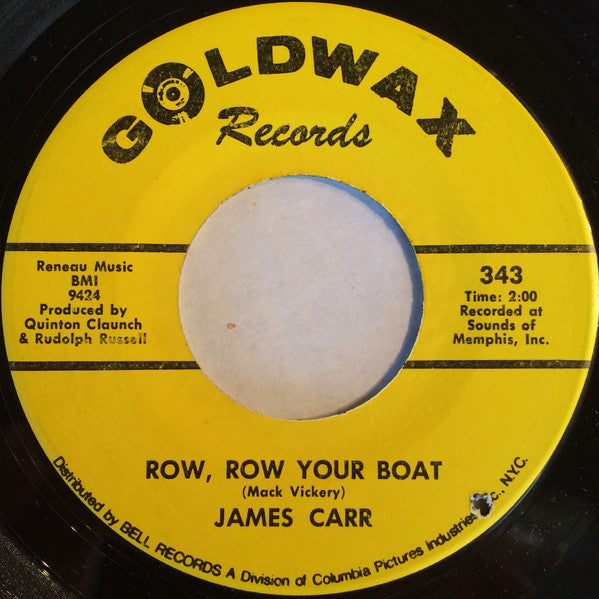 GOLDWAX
Records
Reneau Music
BMI
9424
Produced by
Quinton Claunch
& Rudolph Russell
343
Time: 2:00
Recorded at
Sounds of
Memphis, Inc.
ROW, ROW YOUR BOAT
(Mack Vickery)
JAMES CARR
Distributed by BELL RECORDS A Division of Columbia Pictures Industries, N.Y.C.